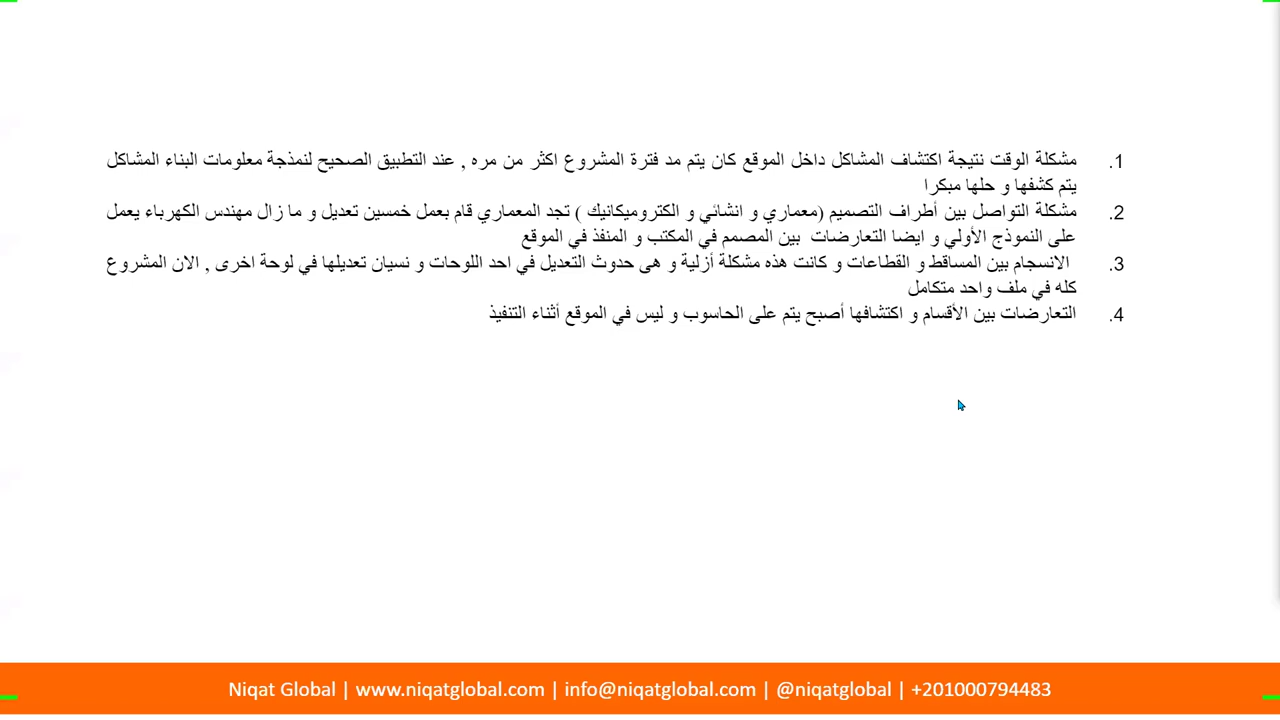 1. مشكلة الوقت نتيجة اكتشاف المشاكل داخل الموقع كان يتم مد فترة المشروع اكثر من مره , عند التطبيق الصحيح لنمذجة معلومات البناء المشاكل
يتم كشفها و حلها مبكرا
2. مشكلة التواصل بين أطراف التصميم (معماري و انشائي و الكتروميكانيك ) تجد المعماري قام بعمل خمسين تعديل و ما زال مهندس الكهرباء يعمل
على النموذج الأولي و ايضا التعارضات بين المصمم في المكتب و المنفذ في الموقع
3. الانسجام بين المساقط و القطاعات و كانت هذه مشكلة أزلية و هى حدوث التعديل في احد اللوحات و نسيان تعديلها في لوحة اخرى , الان المشروع
كله في ملف واحد متكامل
4. التعارضات بين الأقسام و اكتشافها أصبح يتم على الحاسوب و ليس في الموقع أثناء التنفيذ
Niqat Global | www.niqatglobal.com | info@niqatglobal.com | @niqatglobal | +201000794483